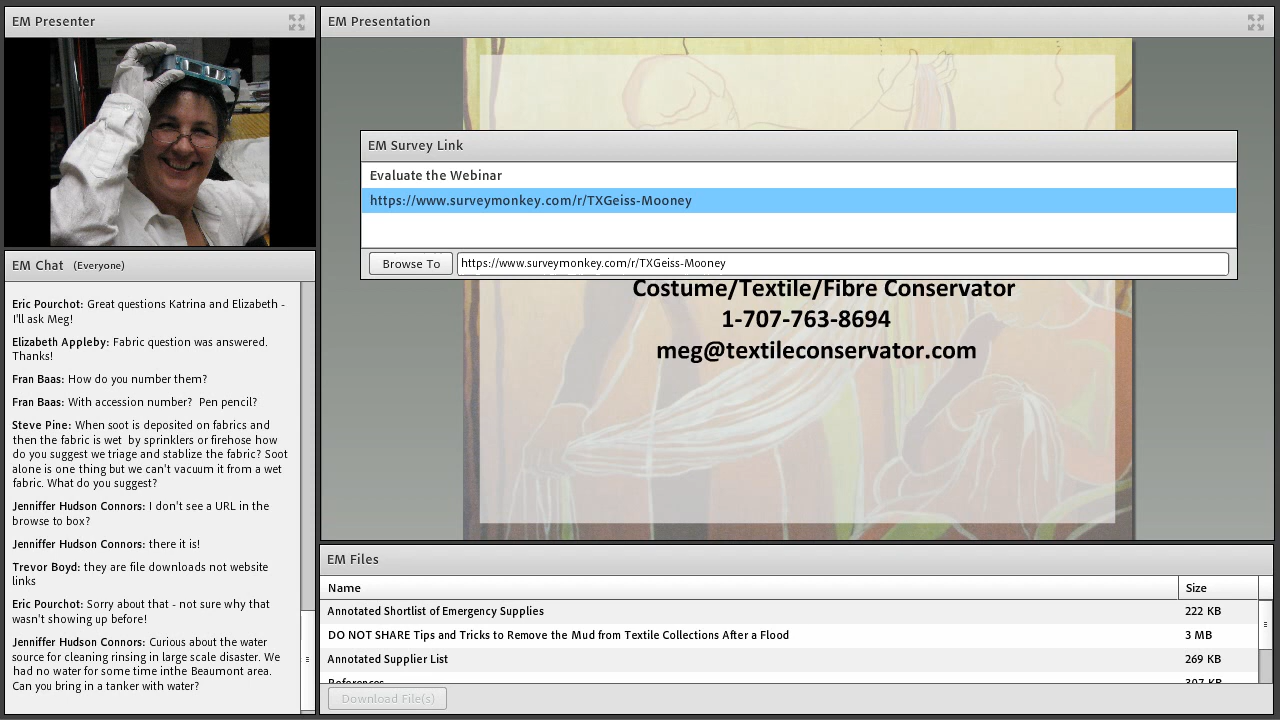 EM Presenter
EM Chat (Everyone)
Eric Pourchot: Great questions Katrina and Elizabeth -
I'll ask Meg!
Elizabeth Appleby: Fabric question was answered.
Thanks!
Fran Baas: How do you number them?
Fran Baas: With accession number?  Pen pencil?
Steve Pine: When soot is deposited on fabrics and
then the fabric is wet  by sprinklers or firehose how
do you suggest we triage and stablize the fabric? Soot
alone is one thing but we can't vacuum it from a wet
fabric. What do you suggest?
Jenniffer Hudson Connors: I don't see a URL in the
browse to box?
Jenniffer Hudson Connors: there it is!
Trevor Boyd: they are file downloads not website
links
Eric Pourchot: Sorry about that - not sure why that
wasn't showing up before!
Jenniffer Hudson Connors: Curious about the water
source for cleaning rinsing in large scale disaster. We
had no water for some time inthe Beaumont area.
Can you bring in a tanker with water?
EM Presentation
EM Survey Link
Evaluate the Webinar
https://www.surveymonkey.com/r/TXGeiss-Mooney
Browse To https://www.surveymonkey.com/r/TXGeiss-Mooney
Costume/Textile/Fibre Conservator
1-707-763-8694
meg@textileconservator.com
EM Files
Name Size
Annotated Shortlist of Emergency Supplies 222 KB
DO NOT SHARE Tips and Tricks to Remove the Mud from Textile Collections After a Flood 3 MB
Annotated Supplier List 269 KB
References 307 KB
Download File(s)